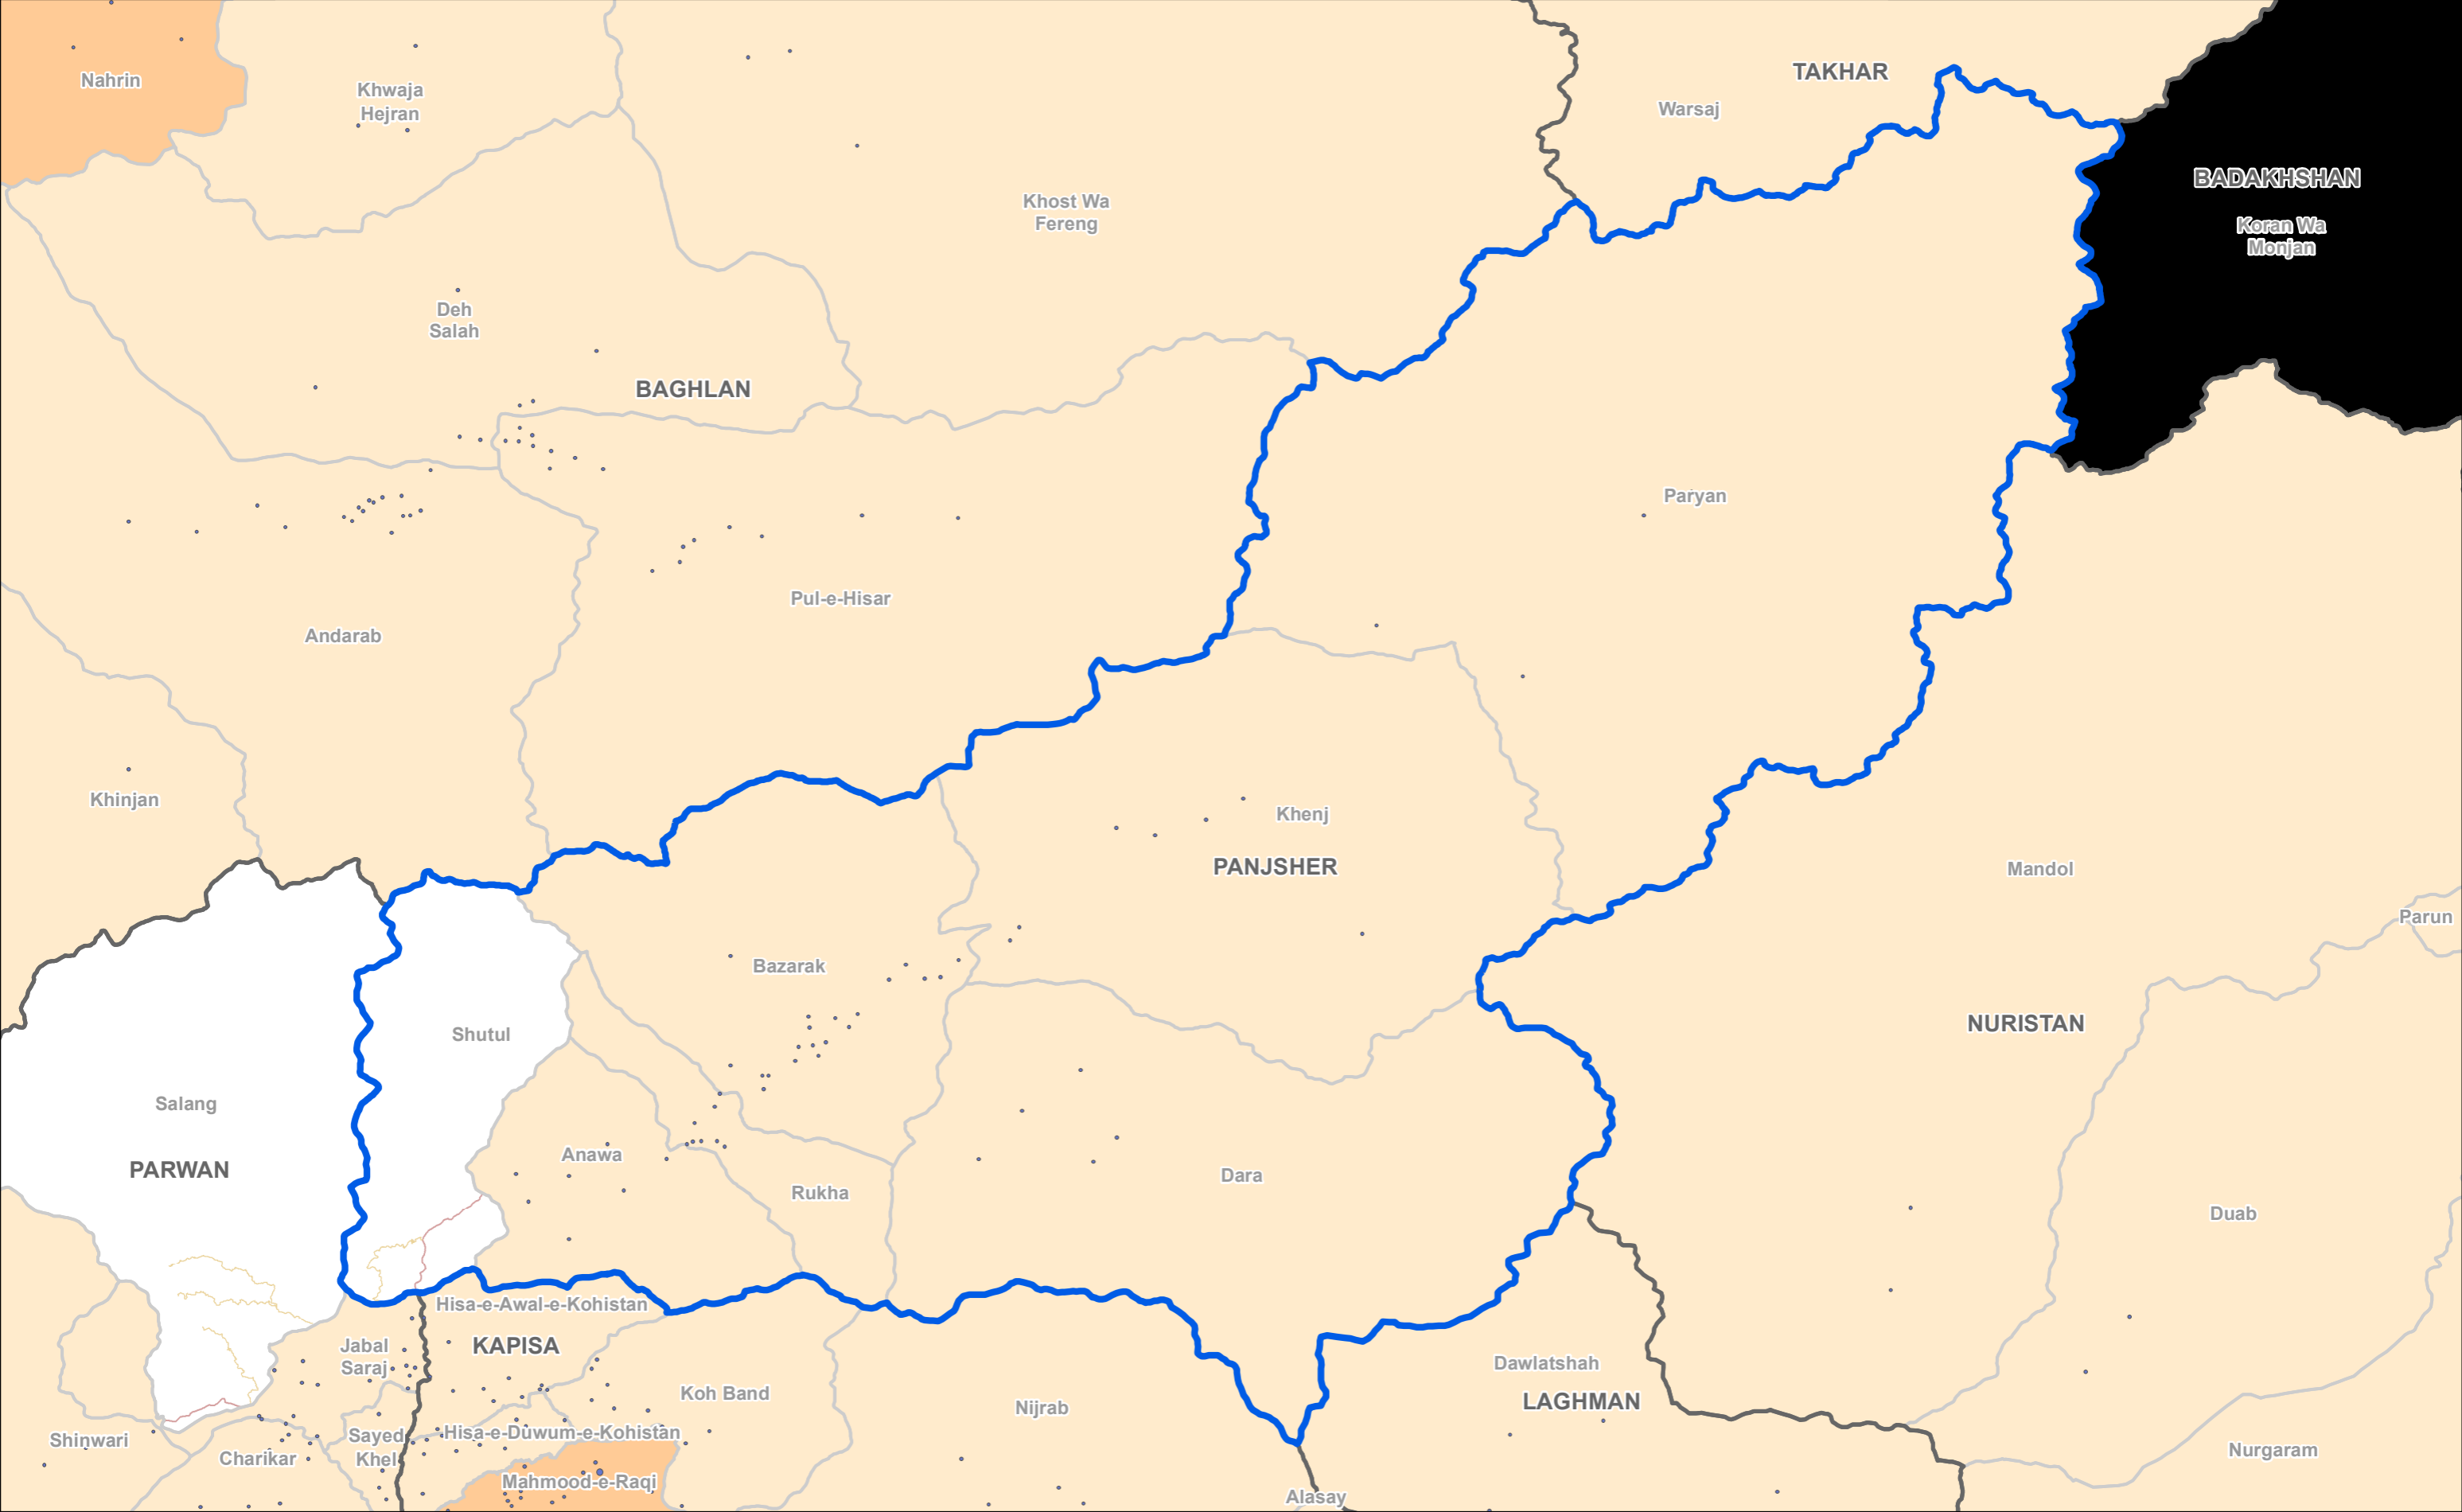 TAKHAR
Nahrin
Khwaja
Hejran
Warsaj
BADAKHSHAN
Khost Wa
Fereng
Koran Wa
Monjan
Deh
Salah
BAGHLAN
Paryan
Pul-e-Hisar
Andarab
Khinjan
Khenj
PANJSHER
Mandol
Parun
Bazarak
NURISTAN
Shutul
Salang
Anawa
PARWAN
Dara
Rukha
Duab
Hisa-e-Awal-e-Kohistan
Jabal
Saraj
KAPISA
Dawlatshah
Koh Band
LAGHMAN
Nijrab
Shinwari
Sayed
Khel
Hisa-e-Duwum-e-Kohistan
Charikar
Nurgaram
Mahmood-e-Raqi
Alasay